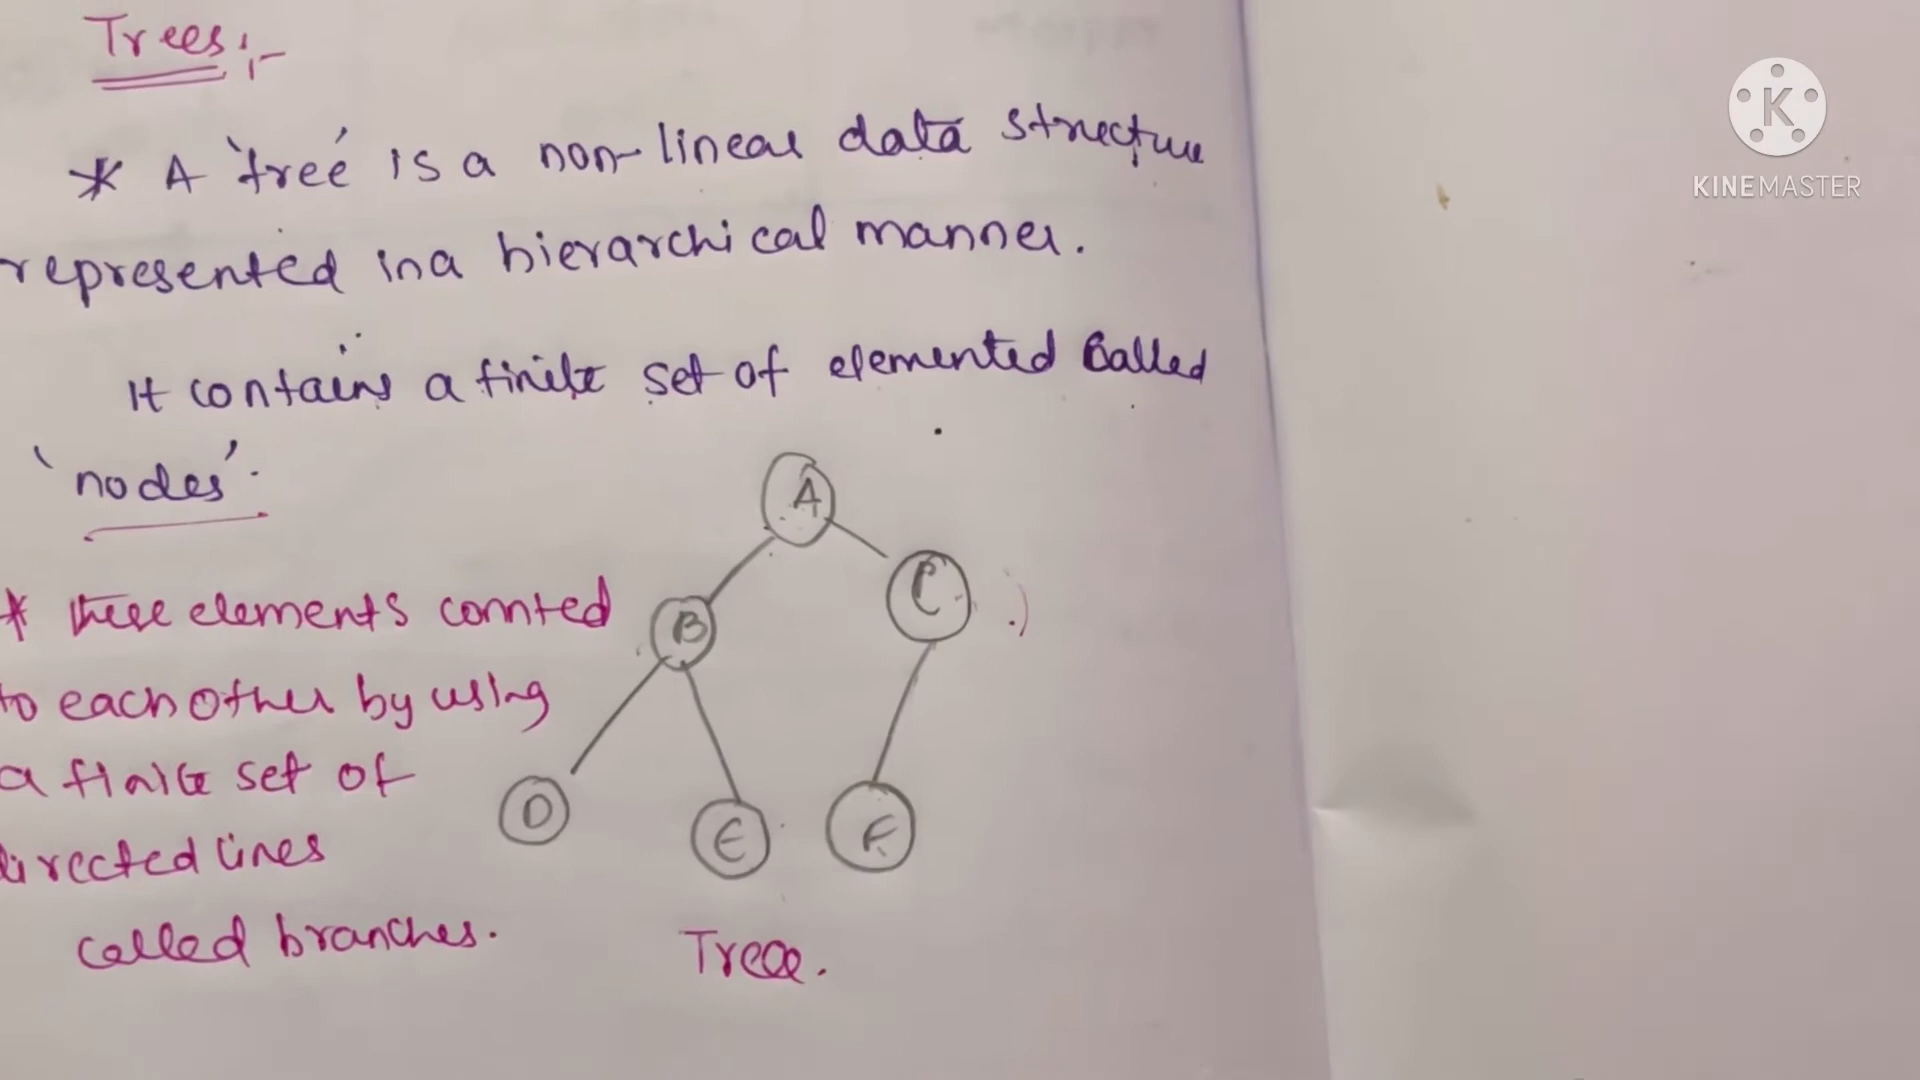 Trees :-
* A 'tree' is a non-linear data structure
represented in a hierarchical manner.
It contains a finite set of elemented called
'nodes'.
* these elements connted
to each other by using
a finite set of
directed lines
called branches.
A
B
C
D
E
F
Tree.
K
KINEMASTER